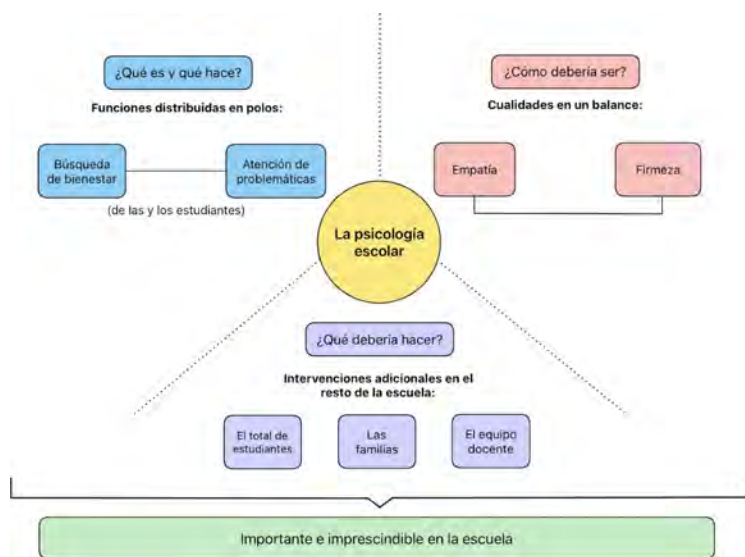 ¿Qué es y qué hace?
Funciones distribuidas en polos:
Búsqueda
de bienestar
Atención de
problemáticas
(de las y los estudiantes)
¿Cómo debería ser?
Cualidades en un balance:
Empatía
Firmeza
La psicología
escolar
¿Qué debería hacer?
Intervenciones adicionales en el
resto de la escuela:
El total de
estudiantes
Las
familias
El equipo
docente
Importante e imprescindible en la escuela